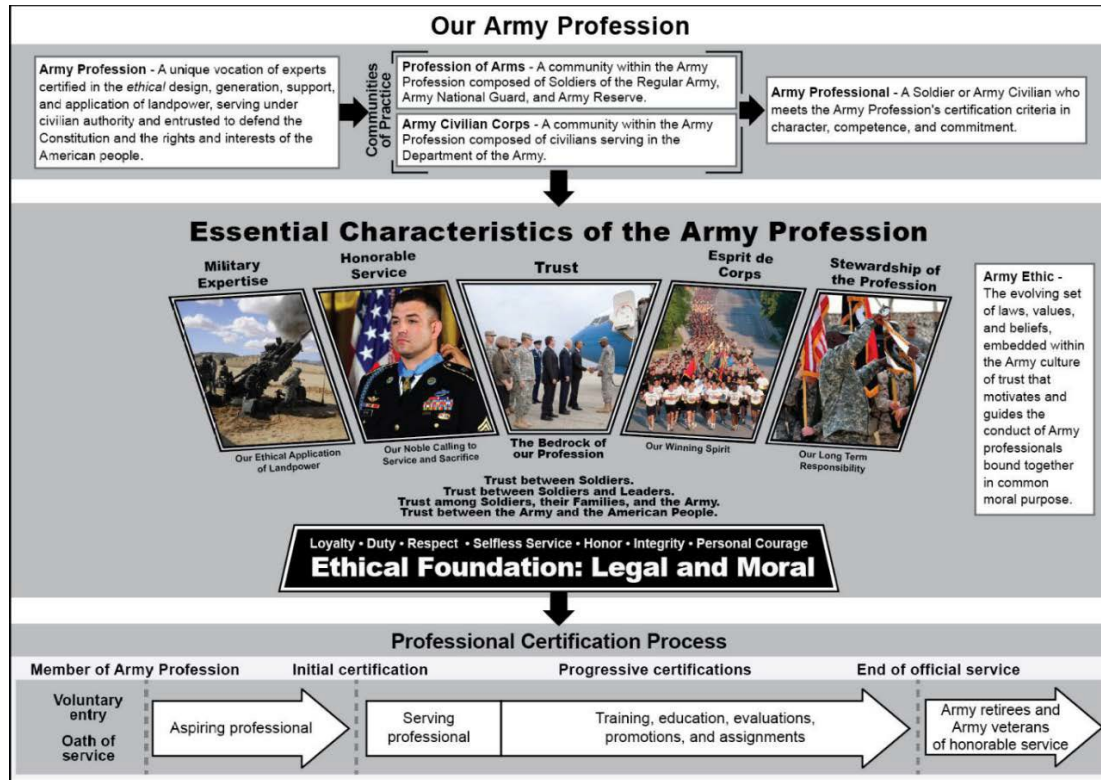 Our Army Profession
Army Profession - A unique vocation of experts
certified in the ethical design, generation, support,
and application of landpower, serving under
civilian authority and entrusted to defend the
Constitution and the rights and interests of the
American people.
Communities
of Practice
Profession of Arms - A community within the Army
Profession composed of Soldiers of the Regular Army,
Army National Guard, and Army Reserve.
Army Civilian Corps - A community within the Army
Profession composed of civilians serving in the
Department of the Army.
Army Professional - A Soldier or Army Civilian who
meets the Army Profession's certification criteria in
character, competence, and commitment.
Essential Characteristics of the Army Profession
Military
Expertise
Honorable
Service
Trust
Esprit de
Corps
Stewardship of
the Profession
Our Ethical Application
of Landpower
Our Noble Calling to
Service and Sacrifice
The Bedrock of
our Profession
Our Winning Spirit
Our Long Term
Responsibility
Trust between Soldiers.
Trust between Soldiers and Leaders.
Trust among Soldiers, their Families, and the Army.
Trust between the Army and the American People.
Army Ethic -
The evolving set
of laws, values,
and beliefs,
embedded within
the Army culture
of trust that
motivates and
guides the
conduct of Army
professionals
bound together
in common
moral purpose.
Loyalty • Duty • Respect • Selfless Service • Honor • Integrity • Personal Courage
Ethical Foundation: Legal and Moral
Professional Certification Process
Member of Army Profession
Initial certification
Progressive certifications
End of official service
Voluntary
entry
Oath of
service
Aspiring professional
Serving
professional
Training, education, evaluations,
promotions, and assignments
Army retirees and
Army veterans
of honorable service